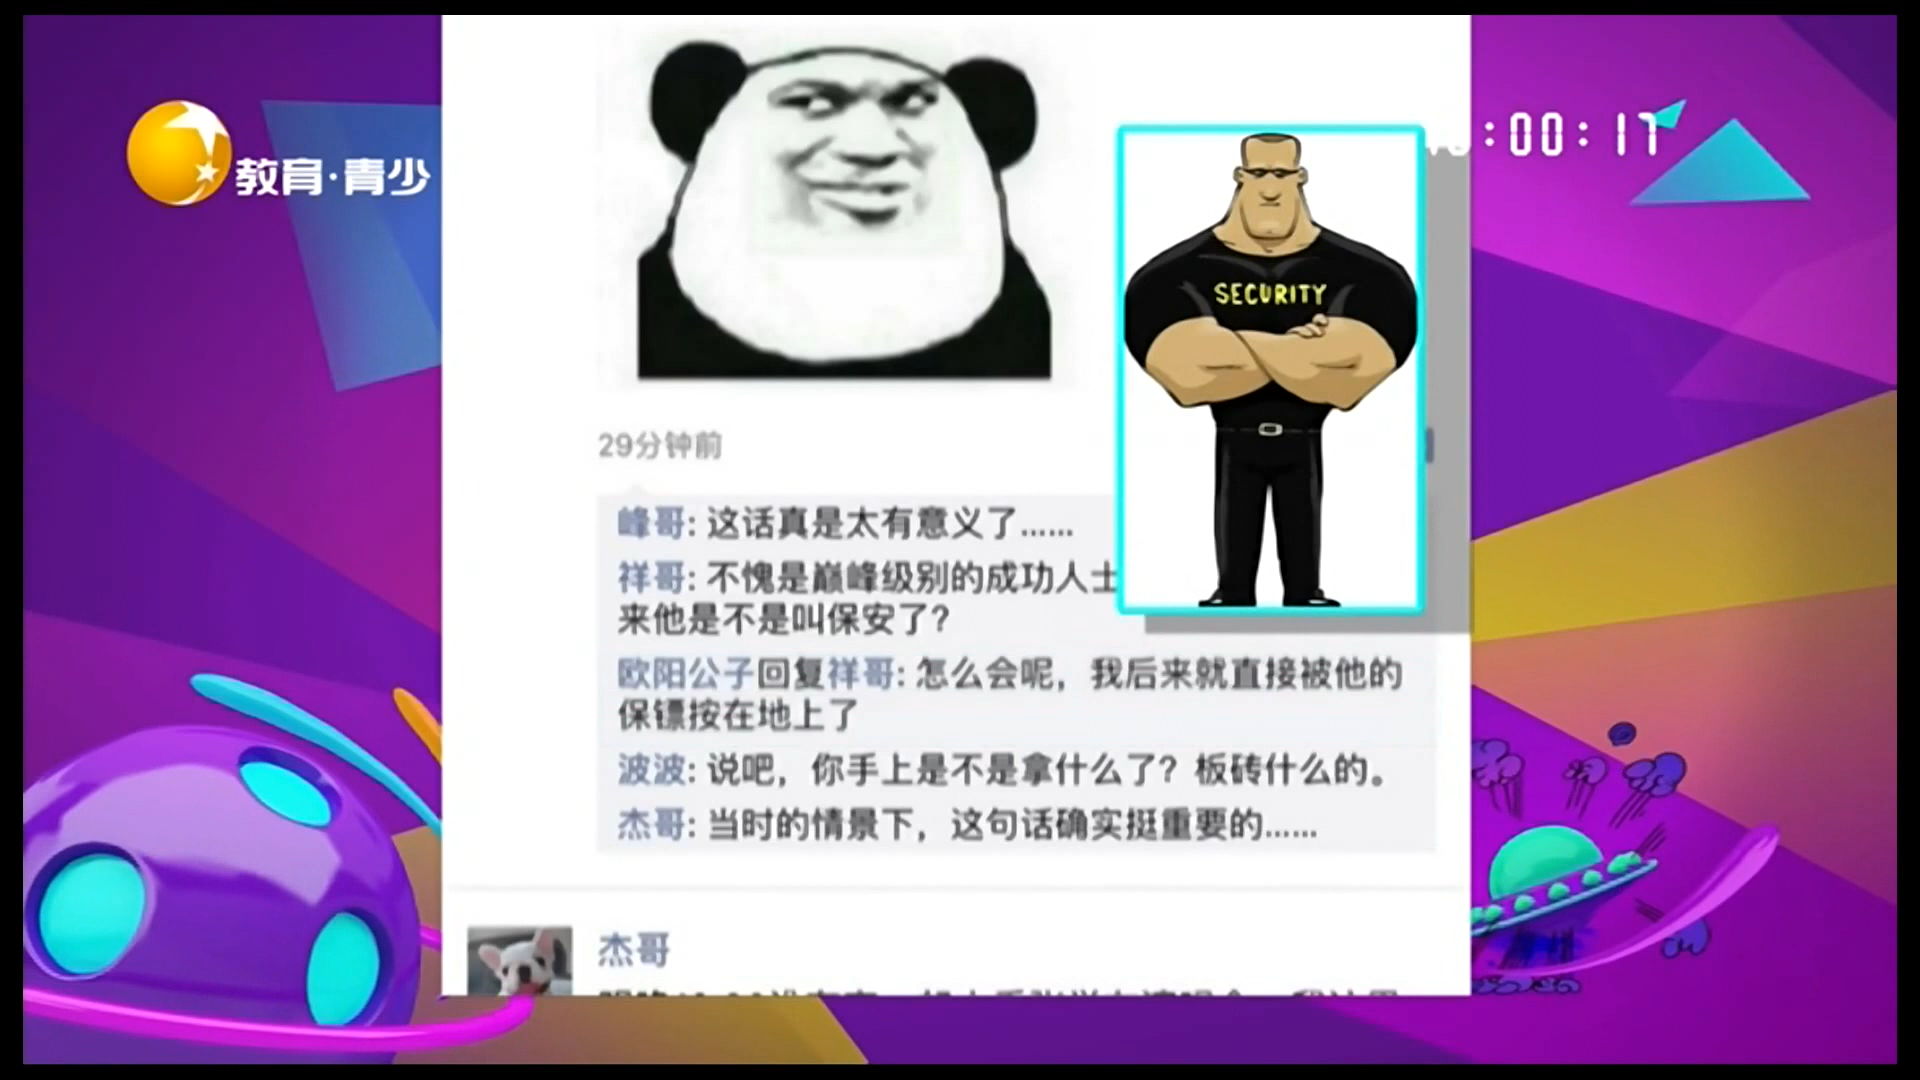 教育·青少
:00:17
SECURITY
29分钟前
峰哥: 这话真是太有意义了……
祥哥: 不愧是巅峰级别的成功人士
来他是不是叫保安了?
欧阳公子回复祥哥: 怎么会呢，我后来就直接被他的
保镖按在地上了
波波: 说吧，你手上是不是拿什么了？板砖什么的。
杰哥: 当时的情景下，这句话确实挺重要的……
杰哥